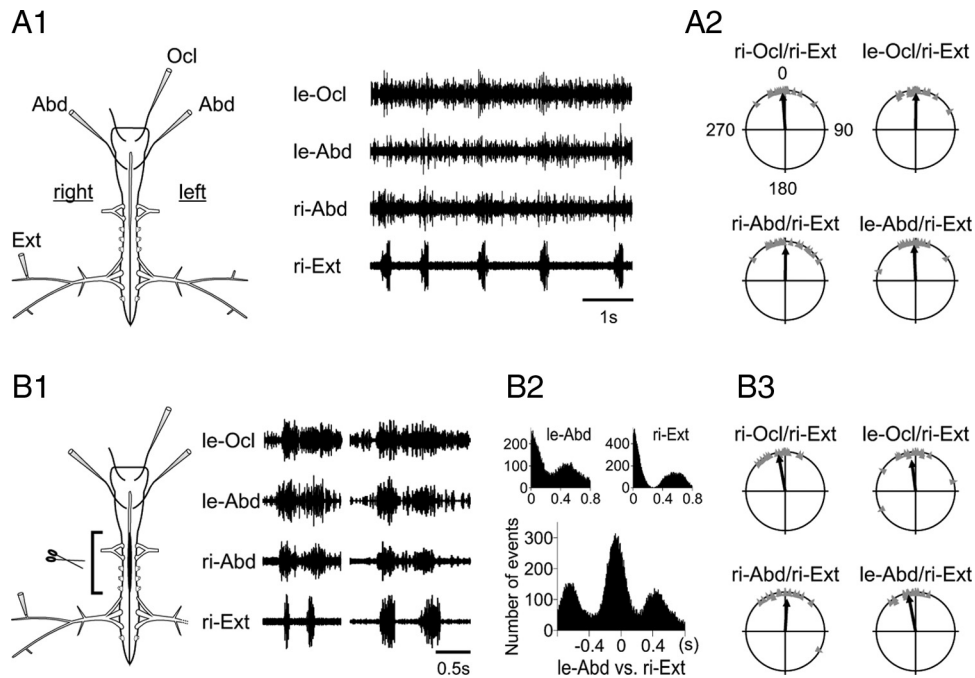 A1
Ocl
Abd
Abd
right
left
Ext
le-Ocl
le-Abd
ri-Abd
ri-Ext
1s
A2
ri-Ocl/ri-Ext
le-Ocl/ri-Ext
0
270
90
180
ri-Abd/ri-Ext
le-Abd/ri-Ext
B1
le-Ocl
le-Abd
ri-Abd
ri-Ext
0.5s
B2
le-Abd
ri-Ext
200
100
0
0 0.4 0.8
400
200
0
0 0.4 0.8
Number of events
300
200
100
0
-0.4 0 0.4 (s)
le-Abd vs. ri-Ext
B3
ri-Ocl/ri-Ext
le-Ocl/ri-Ext
ri-Abd/ri-Ext
le-Abd/ri-Ext